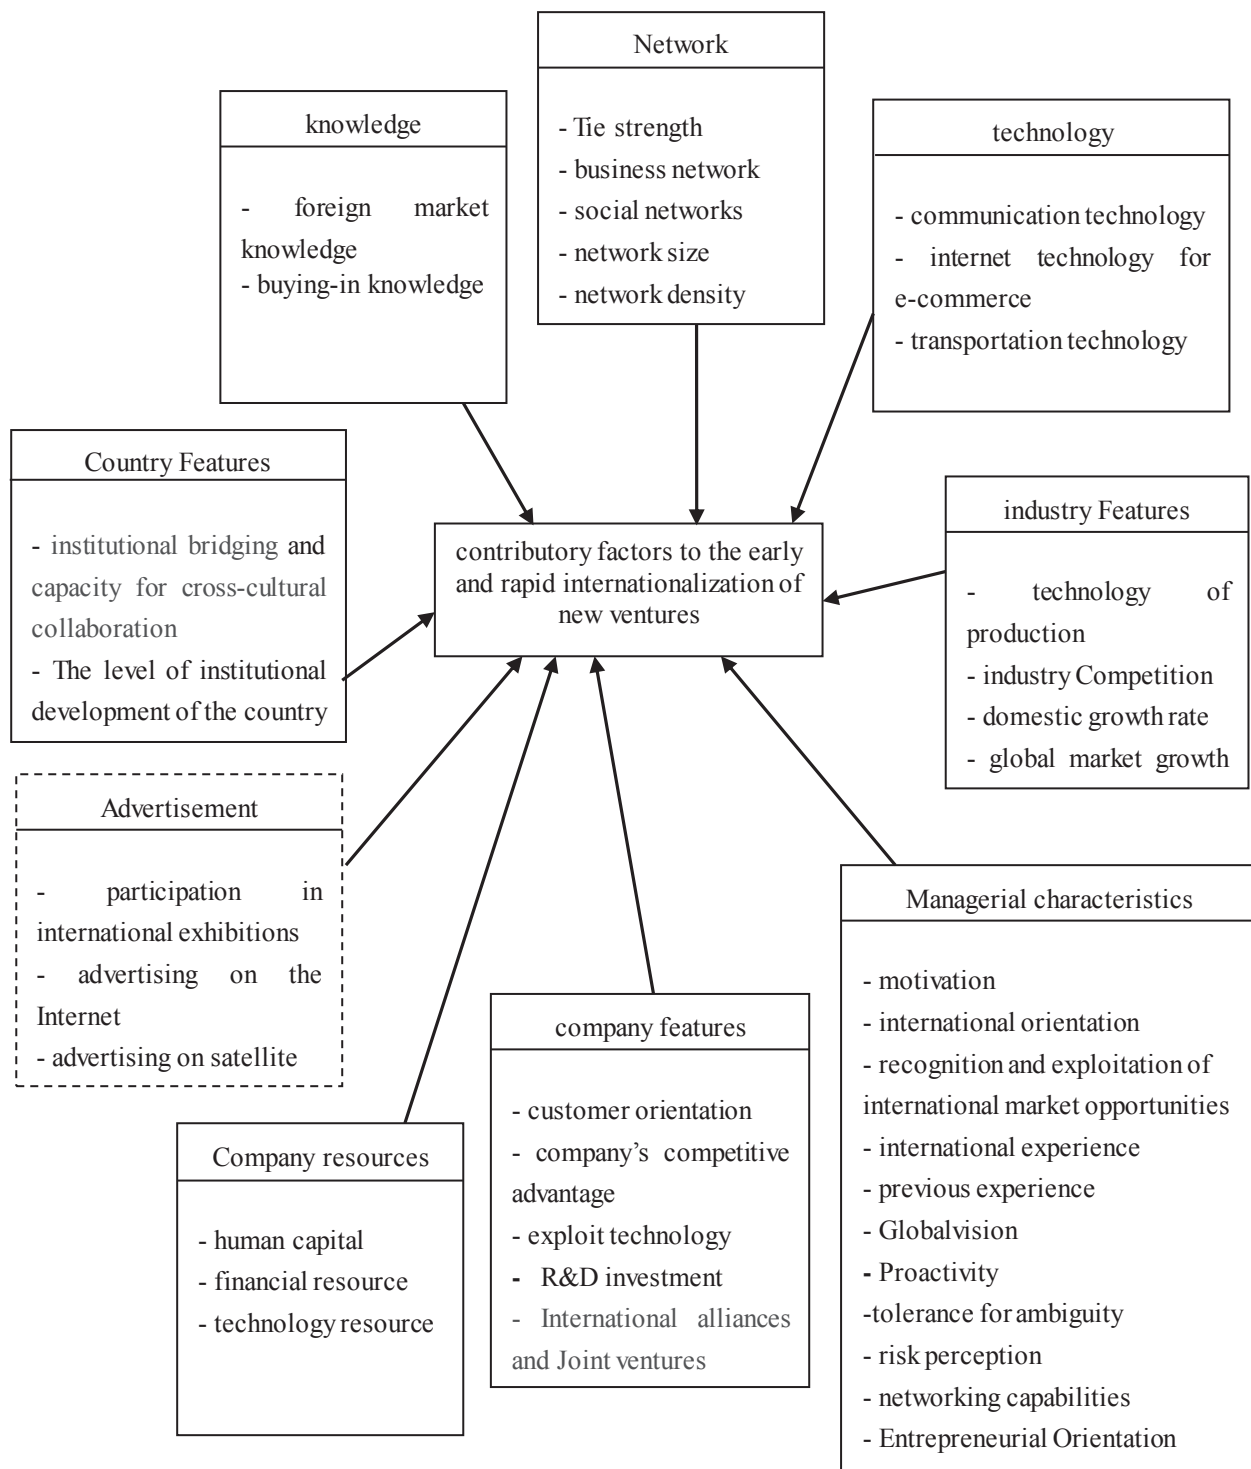 Network
- Tie strength
- business network
- social networks
- network size
- network density
knowledge
- foreign market
knowledge
- buying-in knowledge
technology
- communication technology
- internet technology for
e-commerce
- transportation technology
Country Features
- institutional bridging and
capacity for cross-cultural
collaboration
- The level of institutional
development of the country
contributory factors to the early
and rapid internationalization of
new ventures
industry Features
- technology of
production
- industry Competition
- domestic growth rate
- global market growth
Advertisement
- participation in
international exhibitions
- advertising on the
Internet
- advertising on satellite
Company resources
- human capital
- financial resource
- technology resource
company features
- customer orientation
- company’s competitive
advantage
- exploit technology
- R&D investment
- International alliances
and Joint ventures
Managerial characteristics
- motivation
- international orientation
- recognition and exploitation of
international market opportunities
- international experience
- previous experience
- Globalvision
- Proactivity
-tolerance for ambiguity
- risk perception
- networking capabilities
- Entrepreneurial Orientation